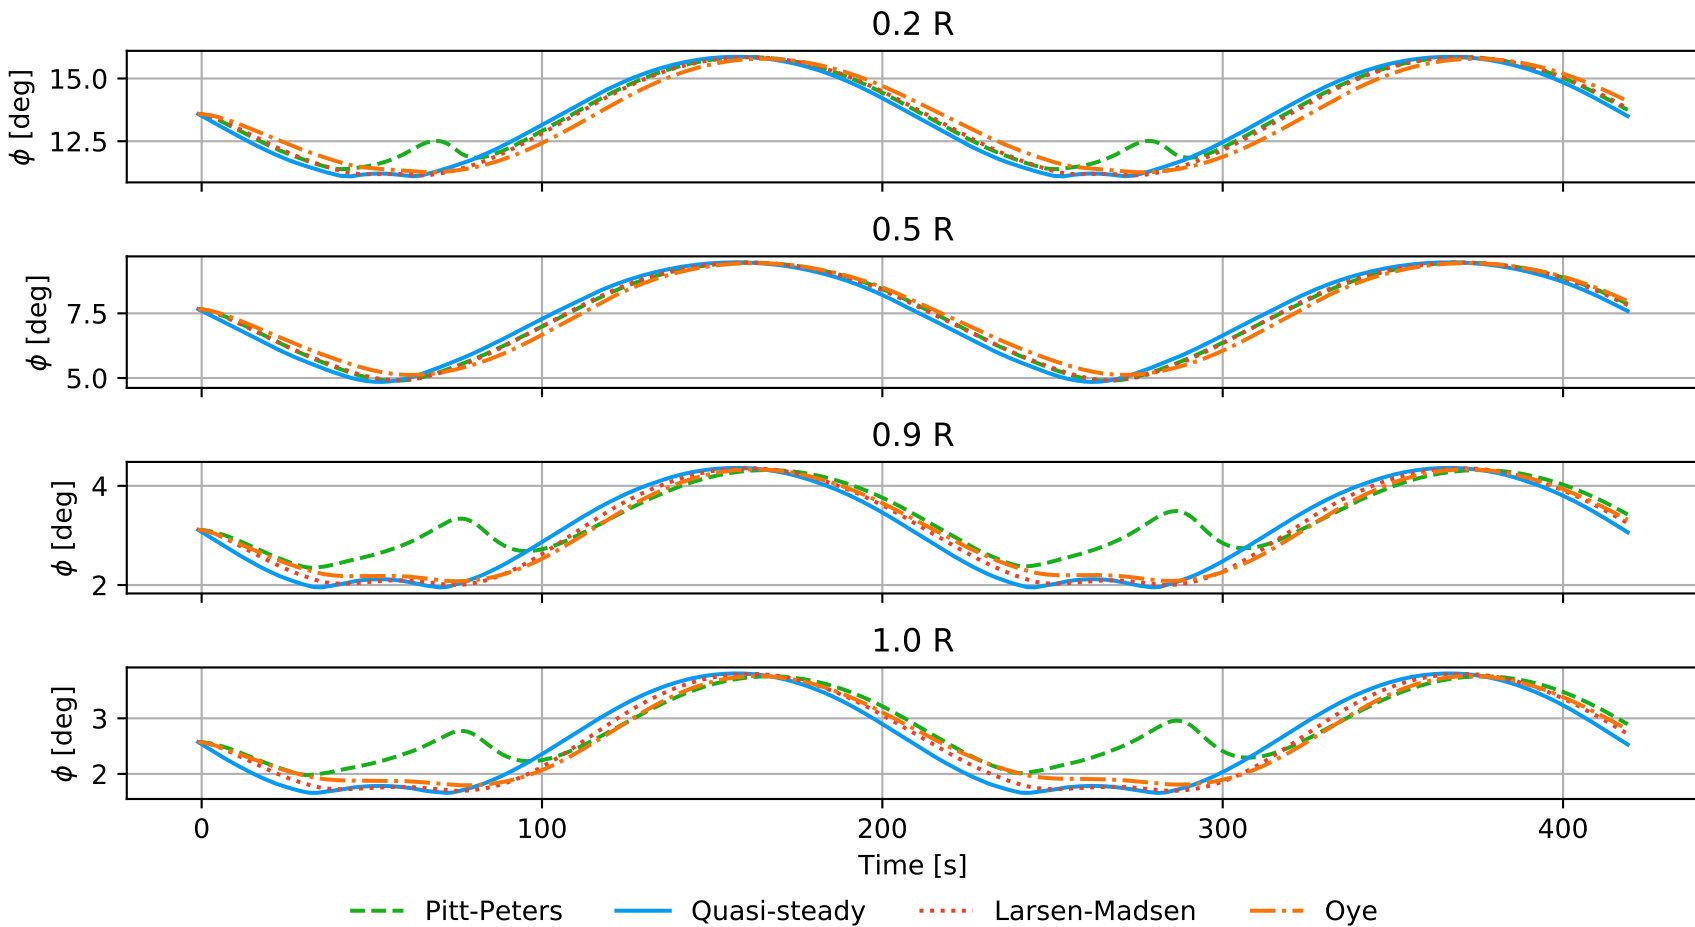 0.2 R
15.0
12.5
ϕ [deg]
0.5 R
7.5
5.0
ϕ [deg]
0.9 R
4
2
ϕ [deg]
1.0 R
3
2
ϕ [deg]
0 100 200 300 400
Time [s]
Pitt-Peters Quasi-steady Larsen-Madsen Oye